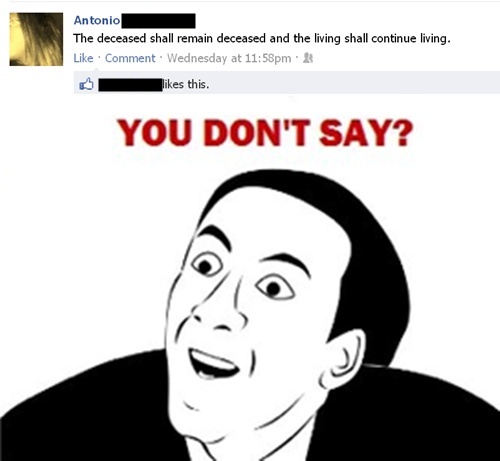 Antonio
The deceased shall remain deceased and the living shall continue living.
Like · Comment · Wednesday at 11:58pm ·
likes this.
YOU DON'T SAY?